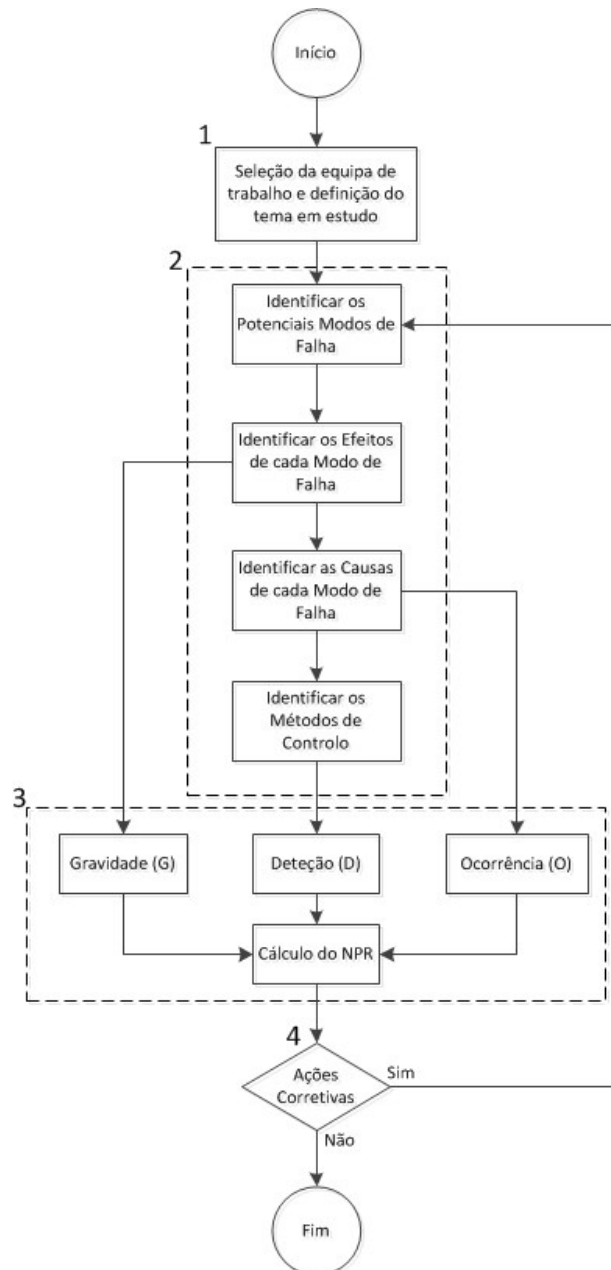 Início
1
Seleção da equipa de
trabalho e definição do
tema em estudo
2
Identificar os
Potenciais Modos de
Falha
Identificar os Efeitos
de cada Modo de
Falha
Identificar as Causas
de cada Modo de
Falha
Identificar os
Métodos de
Controlo
3
Gravidade (G)
Deteção (D)
Ocorrência (O)
Cálculo do NPR
4
Ações
Corretivas
Sim
Não
Fim